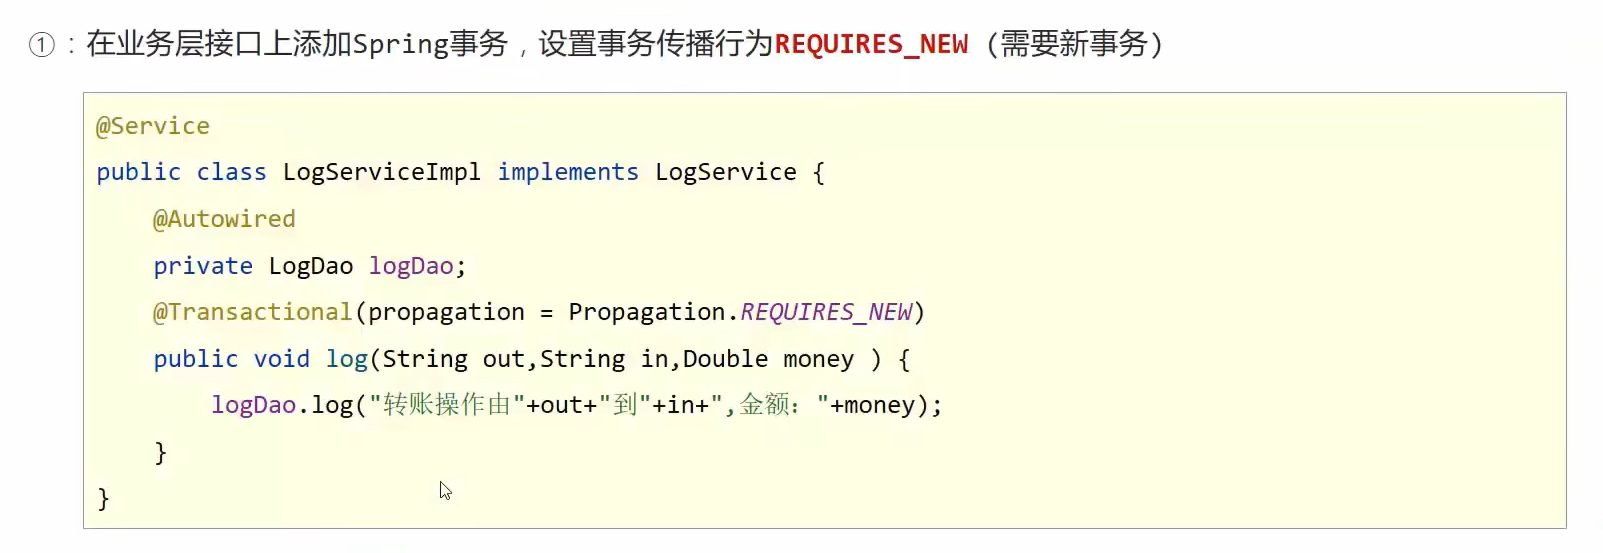 ①：在业务层接口上添加Spring事务，设置事务传播行为REQUIRES_NEW（需要新事务）
@Service
public class LogServiceImpl implements LogService {
    @Autowired
    private LogDao logDao;
    @Transactional(propagation = Propagation.REQUIRES_NEW)
    public void log(String out,String in,Double money ) {
        logDao.log("转账操作由"+out+"到"+in+",金额："+money);
    }
}